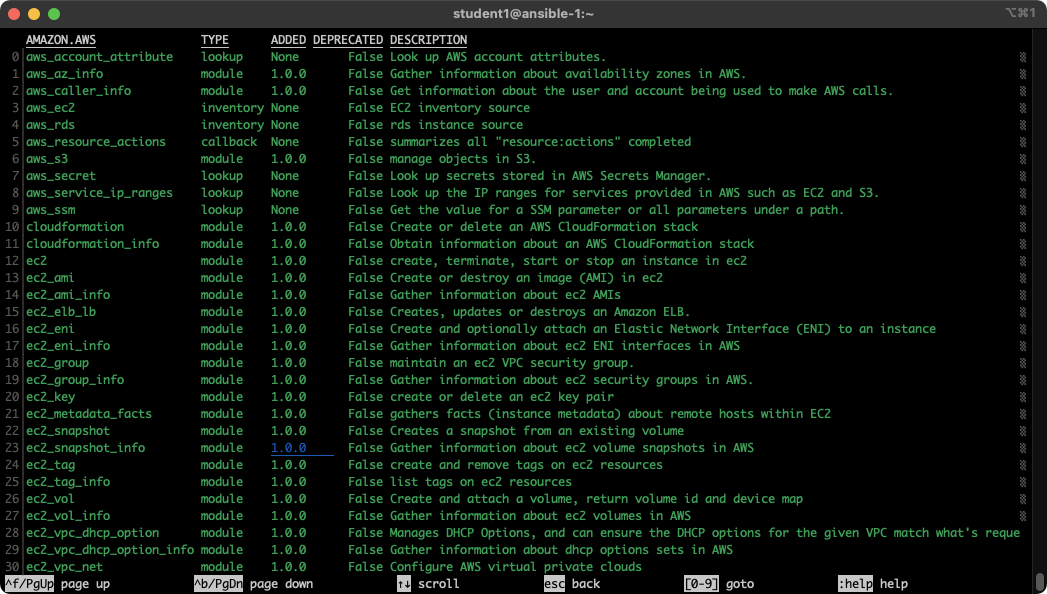 student1@ansible-1:~ ⌥⌘1
AMAZON.AWS TYPE ADDED DEPRECATED DESCRIPTION
0 aws_account_attribute lookup None False Look up AWS account attributes.
1 aws_az_info module 1.0.0 False Gather information about availability zones in AWS.
2 aws_caller_info module 1.0.0 False Get information about the user and account being used to make AWS calls.
3 aws_ec2 inventory None False EC2 inventory source
4 aws_rds inventory None False rds instance source
5 aws_resource_actions callback None False summarizes all "resource:actions" completed
6 aws_s3 module 1.0.0 False manage objects in S3.
7 aws_secret lookup None False Look up secrets stored in AWS Secrets Manager.
8 aws_service_ip_ranges lookup None False Look up the IP ranges for services provided in AWS such as EC2 and S3.
9 aws_ssm lookup None False Get the value for a SSM parameter or all parameters under a path.
10 cloudformation module 1.0.0 False Create or delete an AWS CloudFormation stack
11 cloudformation_info module 1.0.0 False Obtain information about an AWS CloudFormation stack
12 ec2 module 1.0.0 False create, terminate, start or stop an instance in ec2
13 ec2_ami module 1.0.0 False Create or destroy an image (AMI) in ec2
14 ec2_ami_info module 1.0.0 False Gather information about ec2 AMIs
15 ec2_elb_lb module 1.0.0 False Creates, updates or destroys an Amazon ELB.
16 ec2_eni module 1.0.0 False Create and optionally attach an Elastic Network Interface (ENI) to an instance
17 ec2_eni_info module 1.0.0 False Gather information about ec2 ENI interfaces in AWS
18 ec2_group module 1.0.0 False maintain an ec2 VPC security group.
19 ec2_group_info module 1.0.0 False Gather information about ec2 security groups in AWS.
20 ec2_key module 1.0.0 False create or delete an ec2 key pair
21 ec2_metadata_facts module 1.0.0 False gathers facts (instance metadata) about remote hosts within EC2
22 ec2_snapshot module 1.0.0 False Creates a snapshot from an existing volume
23 ec2_snapshot_info module 1.0.0 False Gather information about ec2 volume snapshots in AWS
24 ec2_tag module 1.0.0 False create and remove tags on ec2 resources
25 ec2_tag_info module 1.0.0 False list tags on ec2 resources
26 ec2_vol module 1.0.0 False Create and attach a volume, return volume id and device map
27 ec2_vol_info module 1.0.0 False Gather information about ec2 volumes in AWS
28 ec2_vpc_dhcp_option module 1.0.0 False Manages DHCP Options, and can ensure the DHCP options for the given VPC match what's reque
29 ec2_vpc_dhcp_option_info module 1.0.0 False Gather information about dhcp options sets in AWS
30 ec2_vpc_net module 1.0.0 False Configure AWS virtual private clouds
^f/PgUp page up ^b/PgDn page down ↑↓ scroll esc back [0-9] goto :help help